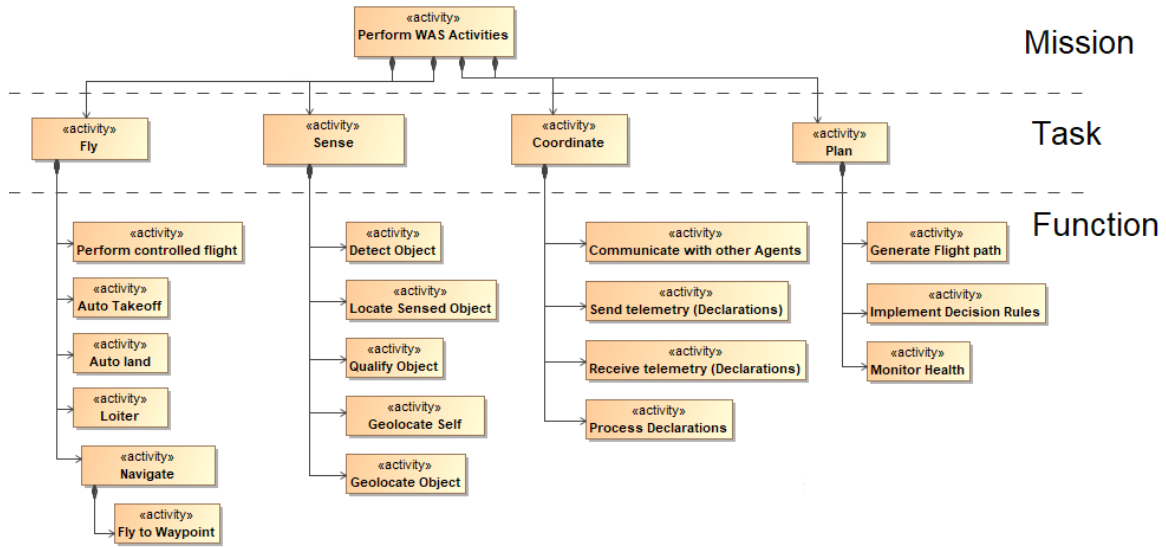 «activity»
Perform WAS Activities
Mission
«activity»
Fly
«activity»
Sense
«activity»
Coordinate
«activity»
Plan
Task
Function
«activity»
Perform controlled flight
«activity»
Auto Takeoff
«activity»
Auto land
«activity»
Loiter
«activity»
Navigate
«activity»
Fly to Waypoint
«activity»
Detect Object
«activity»
Locate Sensed Object
«activity»
Qualify Object
«activity»
Geolocate Self
«activity»
Geolocate Object
«activity»
Communicate with other Agents
«activity»
Send telemetry (Declarations)
«activity»
Receive telemetry (Declarations)
«activity»
Process Declarations
«activity»
Generate Flight path
«activity»
Implement Decision Rules
«activity»
Monitor Health